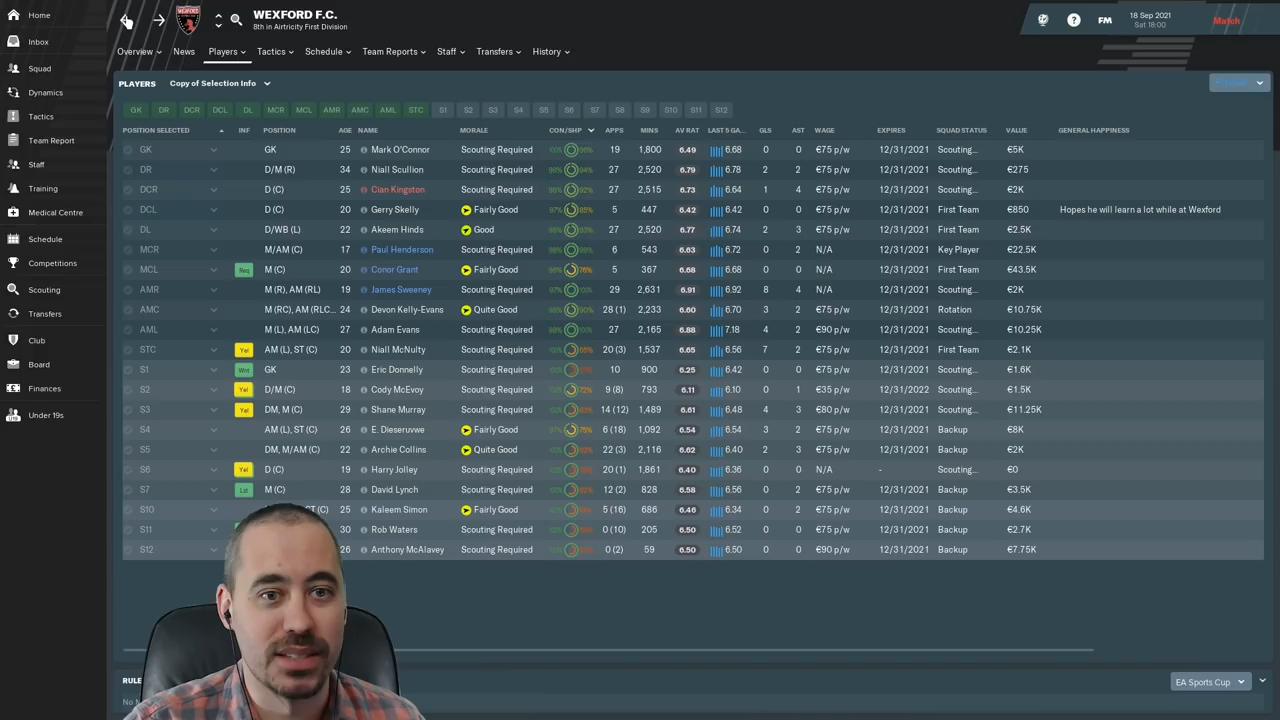 Home
WEXFORD F.C.
8th in Airtricity First Division
FM
18 Sep 2021
Sat 18:00
Match
Inbox
Squad
Dynamics
Tactics
Team Report
Staff
Training
Medical Centre
Schedule
Competitions
Scouting
Transfers
Club
Board
Finances
Under 19s
Overview News Players Tactics Schedule Team Reports Staff Transfers History
PLAYERS Copy of Selection Info
GK DR DCR DCL DL MCR MCL AMR AMC AML STC S1 S2 S3 S4 S5 S6 S7 S8 S9 S10 S11 S12
POSITION SELECTED INF POSITION AGE NAME MORALE CON/SHP APPS MINS AV RAT LAST 5 GA... GLS AST WAGE EXPIRES SQUAD STATUS VALUE GENERAL HAPPINESS
GK GK 25 Mark O'Connor Scouting Required 19 1,800 6.49 6.68 0 0 €75 p/w 12/31/2021 Scouting... €5K
DR D/M (R) 34 Niall Scullion Scouting Required 27 2,520 6.79 6.78 2 2 €75 p/w 12/31/2021 Scouting... €275
DCR D (C) 25 Cian Kingston Scouting Required 27 2,515 6.73 6.64 1 4 €75 p/w 12/31/2021 Scouting... €2K
DCL D (C) 20 Gerry Skelly Fairly Good 97% 85% 5 447 6.42 6.42 0 0 €75 p/w 12/31/2021 First Team €850 Hopes he will learn a lot while at Wexford
DL D/WB (L) 22 Akeem Hinds Good 27 2,520 6.77 6.74 2 3 €75 p/w 12/31/2021 First Team €2.5K
MCR M/AM (C) 17 Paul Henderson Scouting Required 6 543 6.63 6.72 0 2 N/A 12/31/2021 Key Player €22.5K
MCL Req M (C) 20 Conor Grant Fairly Good 76% 5 367 6.68 6.68 0 0 N/A 12/31/2021 First Team €43.5K
AMR M (R), AM (RL) 19 James Sweeney Scouting Required 97% 100% 29 2,631 6.91 6.92 8 4 N/A 12/31/2021 Scouting... €2K
AMC M (RC), AM (RLC... 24 Devon Kelly-Evans Quite Good 90% 28 (1) 2,233 6.60 6.70 3 2 €75 p/w 12/31/2021 Rotation €10.75K
AML M (L), AM (LC) 27 Adam Evans Scouting Required 27 2,165 6.88 7.18 4 2 €90 p/w 12/31/2021 Scouting... €10.25K
STC Yel AM (L), ST (C) 20 Niall McNulty Scouting Required 20 (3) 1,537 6.65 6.56 7 2 €75 p/w 12/31/2021 First Team €2.1K
S1 Wnt GK 23 Eric Donnelly Scouting Required 10 900 6.25 6.42 0 0 €75 p/w 12/31/2021 Scouting... €1.6K
S2 Yel D/M (C) 18 Cody McEvoy Scouting Required 72% 9 (8) 793 6.11 6.10 0 1 €35 p/w 12/31/2022 Scouting... €1.5K
S3 Yel DM, M (C) 29 Shane Murray Scouting Required 14 (12) 1,489 6.61 6.48 4 3 €80 p/w 12/31/2021 Scouting... €11.25K
S4 AM (L), ST (C) 26 E. Dieseruvwe Fairly Good 97% 75% 6 (18) 1,092 6.54 6.54 3 2 €75 p/w 12/31/2021 Backup €8K
S5 DM, M/AM (C) 22 Archie Collins Quite Good 22 (3) 2,116 6.62 6.40 2 3 €75 p/w 12/31/2021 Backup €2K
S6 Yel D (C) 19 Harry Jolley Scouting Required 20 (1) 1,861 6.40 6.36 0 0 N/A - Scouting... €0
S7 Lst M (C) 28 David Lynch Scouting Required 12 (2) 828 6.58 6.56 0 2 €75 p/w 12/31/2021 Backup €3.5K
S10 ST (C) 25 Kaleem Simon Fairly Good 5 (16) 686 6.46 6.34 0 2 €75 p/w 12/31/2021 Backup €4.6K
S11 30 Rob Waters Scouting Required 0 (10) 205 6.50 6.52 0 0 €75 p/w 12/31/2021 Backup €2.7K
S12 26 Anthony McAlavey Scouting Required 0 (2) 59 6.50 6.50 0 0 €90 p/w 12/31/2021 Backup €7.75K
EA Sports Cup